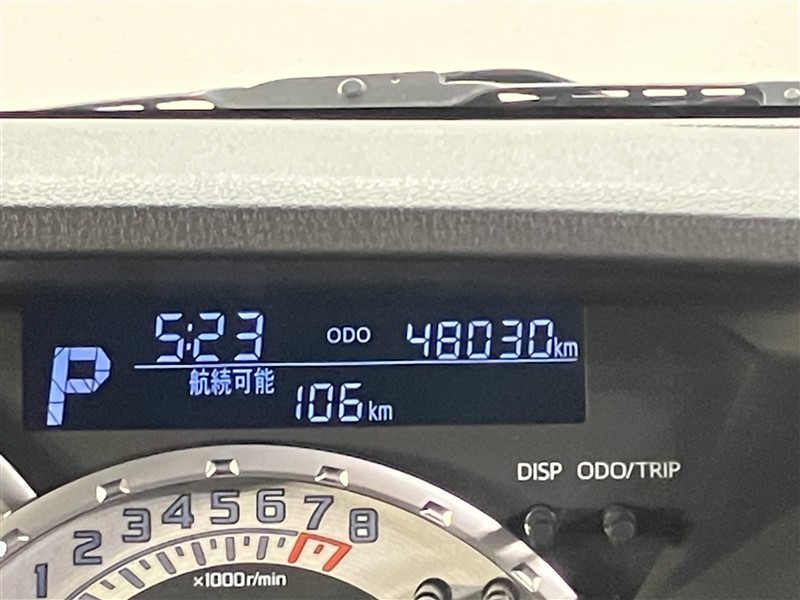 5:23 ODO 48030km
P
航続可能
106km
DISP ODO/TRIP
1 2 3 4 5 6 7 8
×1000r/min